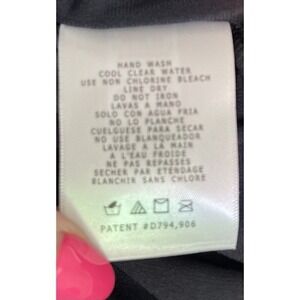 HAND WASH
COOL CLEAR WATER
USE NON CHLORINE BLEACH
LINE DRY
DO NOT IRON
LAVAS A MANO
SOLO CON AGUA FRIA
NO LO PLANCHE
CUELGUESE PARA SECAR
NO USE BLANQUEADOR
LAVAGE A LA MAIN
A L'EAU FROIDE
NE PAS REPASSES
SECHER PAR ETENDAGE
BLANCHIR SANS CHLORE
PATENT #D794,906